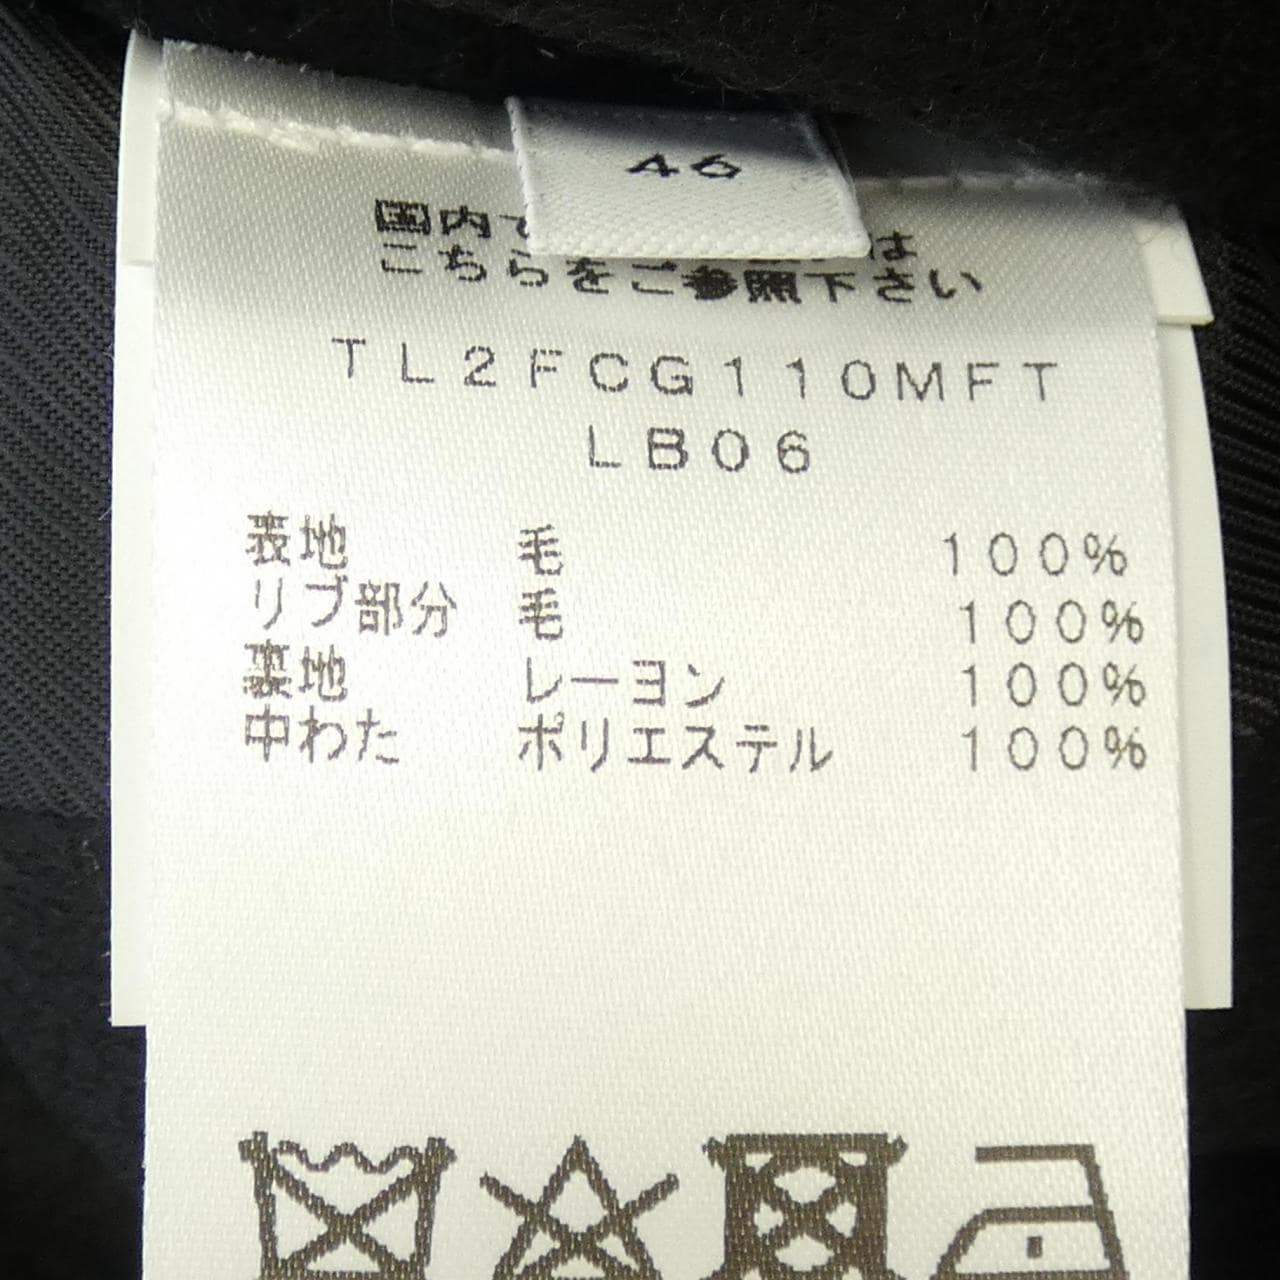 46
国内で は
こちらをご参照下さい
TL2FCG110MFT
LB06
表地 毛 100%
リブ部分 毛 100%
裏地 レーヨン 100%
中わた ポリエステル 100%